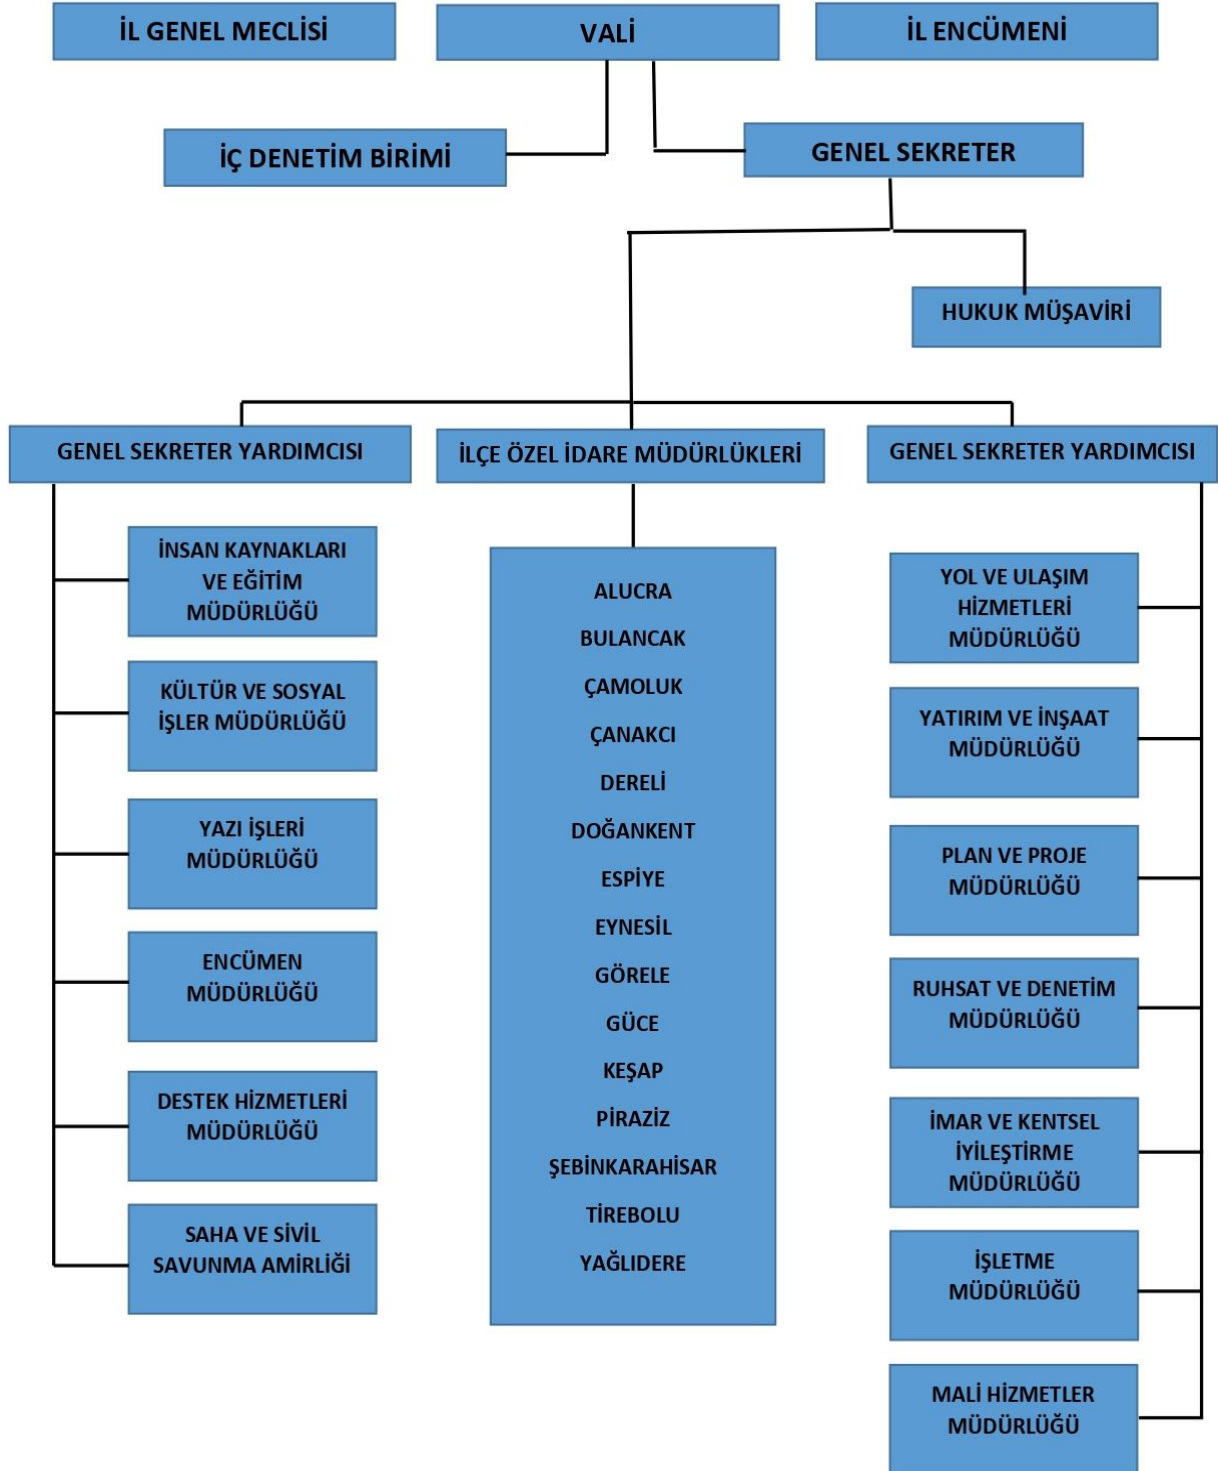 İL GENEL MECLİSİ
VALİ
İL ENCÜMENİ
İÇ DENETİM BİRİMİ
GENEL SEKRETER
HUKUK MÜŞAVİRİ
GENEL SEKRETER YARDIMCISI
İLÇE ÖZEL İDARE MÜDÜRLÜKLERİ
GENEL SEKRETER YARDIMCISI
İNSAN KAYNAKLARI
VE EĞİTİM
MÜDÜRLÜĞÜ
KÜLTÜR VE SOSYAL
İŞLER MÜDÜRLÜĞÜ
YAZI İŞLERİ
MÜDÜRLÜĞÜ
ENCÜMEN
MÜDÜRLÜĞÜ
DESTEK HİZMETLERİ
MÜDÜRLÜĞÜ
SAHA VE SİVİL
SAVUNMA AMİRLİĞİ
ALUCRA
BULANCAK
ÇAMOLUK
ÇANAKCI
DERELİ
DOĞANKENT
ESPİYE
EYNESİL
GÖRELE
GÜCE
KEŞAP
PİRAZİZ
ŞEBİNKARAHİSAR
TİREBOLU
YAĞLIDERE
YOL VE ULAŞIM
HİZMETLERİ
MÜDÜRLÜĞÜ
YATIRIM VE İNŞAAT
MÜDÜRLÜĞÜ
PLAN VE PROJE
MÜDÜRLÜĞÜ
RUHSAT VE DENETİM
MÜDÜRLÜĞÜ
İMAR VE KENTSEL
İYİLEŞTİRME
MÜDÜRLÜĞÜ
İŞLETME
MÜDÜRLÜĞÜ
MALİ HİZMETLER
MÜDÜRLÜĞÜ